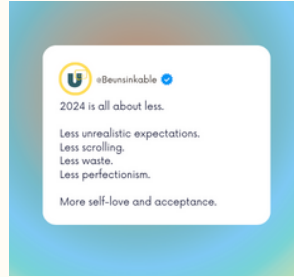 @Beunsinkable
2024 is all about less.
Less unrealistic expectations.
Less scrolling.
Less waste.
Less perfectionism.
More self-love and acceptance.